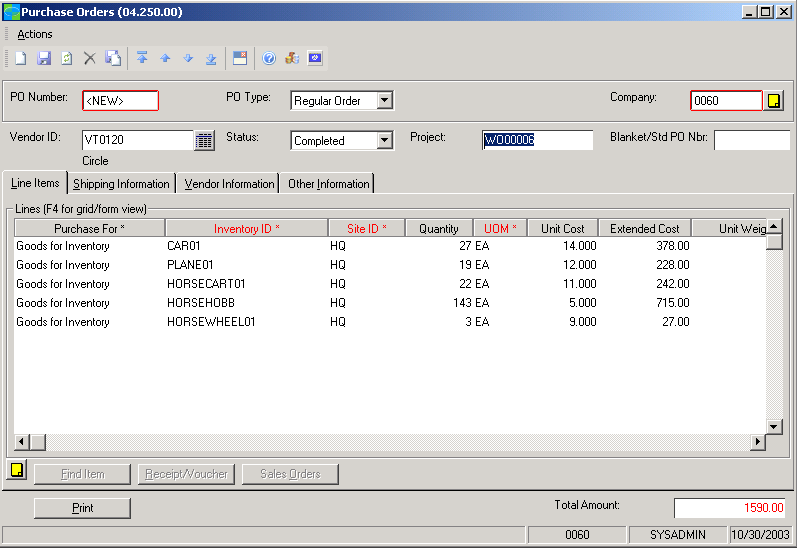 Purchase Orders (04.250.00)
Actions
PO Number: <NEW> PO Type: Regular Order Company: 0060
Vendor ID: VT0120 Status: Completed Project: WO00006 Blanket/Std PO Nbr:
Circle
Line Items Shipping Information Vendor Information Other Information
Lines (F4 for grid/form view)
Purchase For * Inventory ID * Site ID * Quantity UOM * Unit Cost Extended Cost Unit Weig
Goods for Inventory CAR01 HQ 27 EA 14.000 378.00
Goods for Inventory PLANE01 HQ 19 EA 12.000 228.00
Goods for Inventory HORSECART01 HQ 22 EA 11.000 242.00
Goods for Inventory HORSEHOBB HQ 143 EA 5.000 715.00
Goods for Inventory HORSEWHEEL01 HQ 3 EA 9.000 27.00
Find Item Receipt/Voucher Sales Orders
Print Total Amount: 1590.00
0060 SYSADMIN 10/30/2003